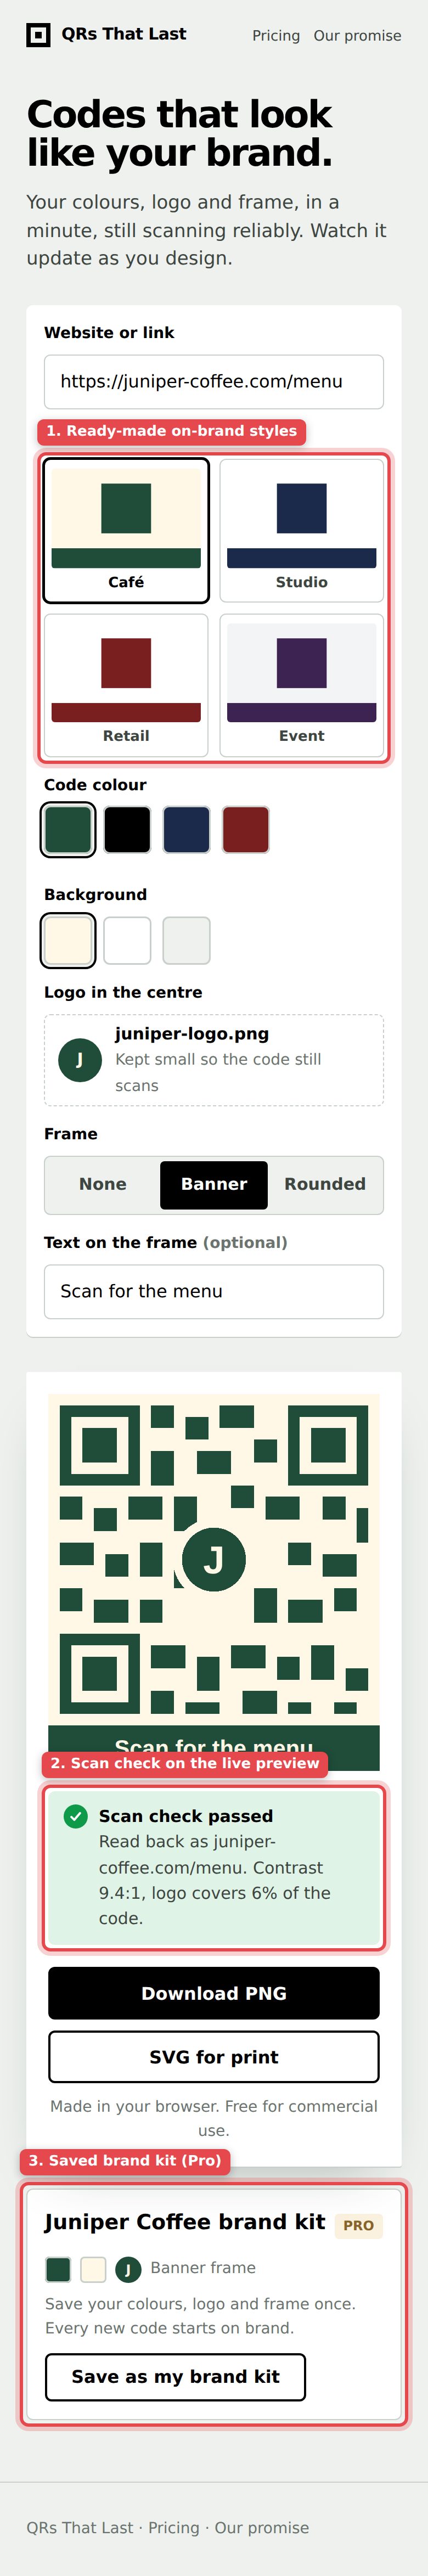 QRs That Last
Pricing Our promise
Codes that look
like your brand.
Your colours, logo and frame, in a
minute, still scanning reliably. Watch it
update as you design.
Website or link
https://juniper-coffee.com/menu
1. Ready-made on-brand styles
Café
Studio
Retail
Event
Code colour
Background
Logo in the centre
J
juniper-logo.png
Kept small so the code still
scans
Frame
None Banner Rounded
Text on the frame (optional)
Scan for the menu
J
Scan for the menu
2. Scan check on the live preview
Scan check passed
Read back as juniper-
coffee.com/menu. Contrast
9.4:1, logo covers 6% of the
code.
Download PNG
SVG for print
Made in your browser. Free for commercial
use.
3. Saved brand kit (Pro)
Juniper Coffee brand kit PRO
J Banner frame
Save your colours, logo and frame once.
Every new code starts on brand.
Save as my brand kit
QRs That Last · Pricing · Our promise